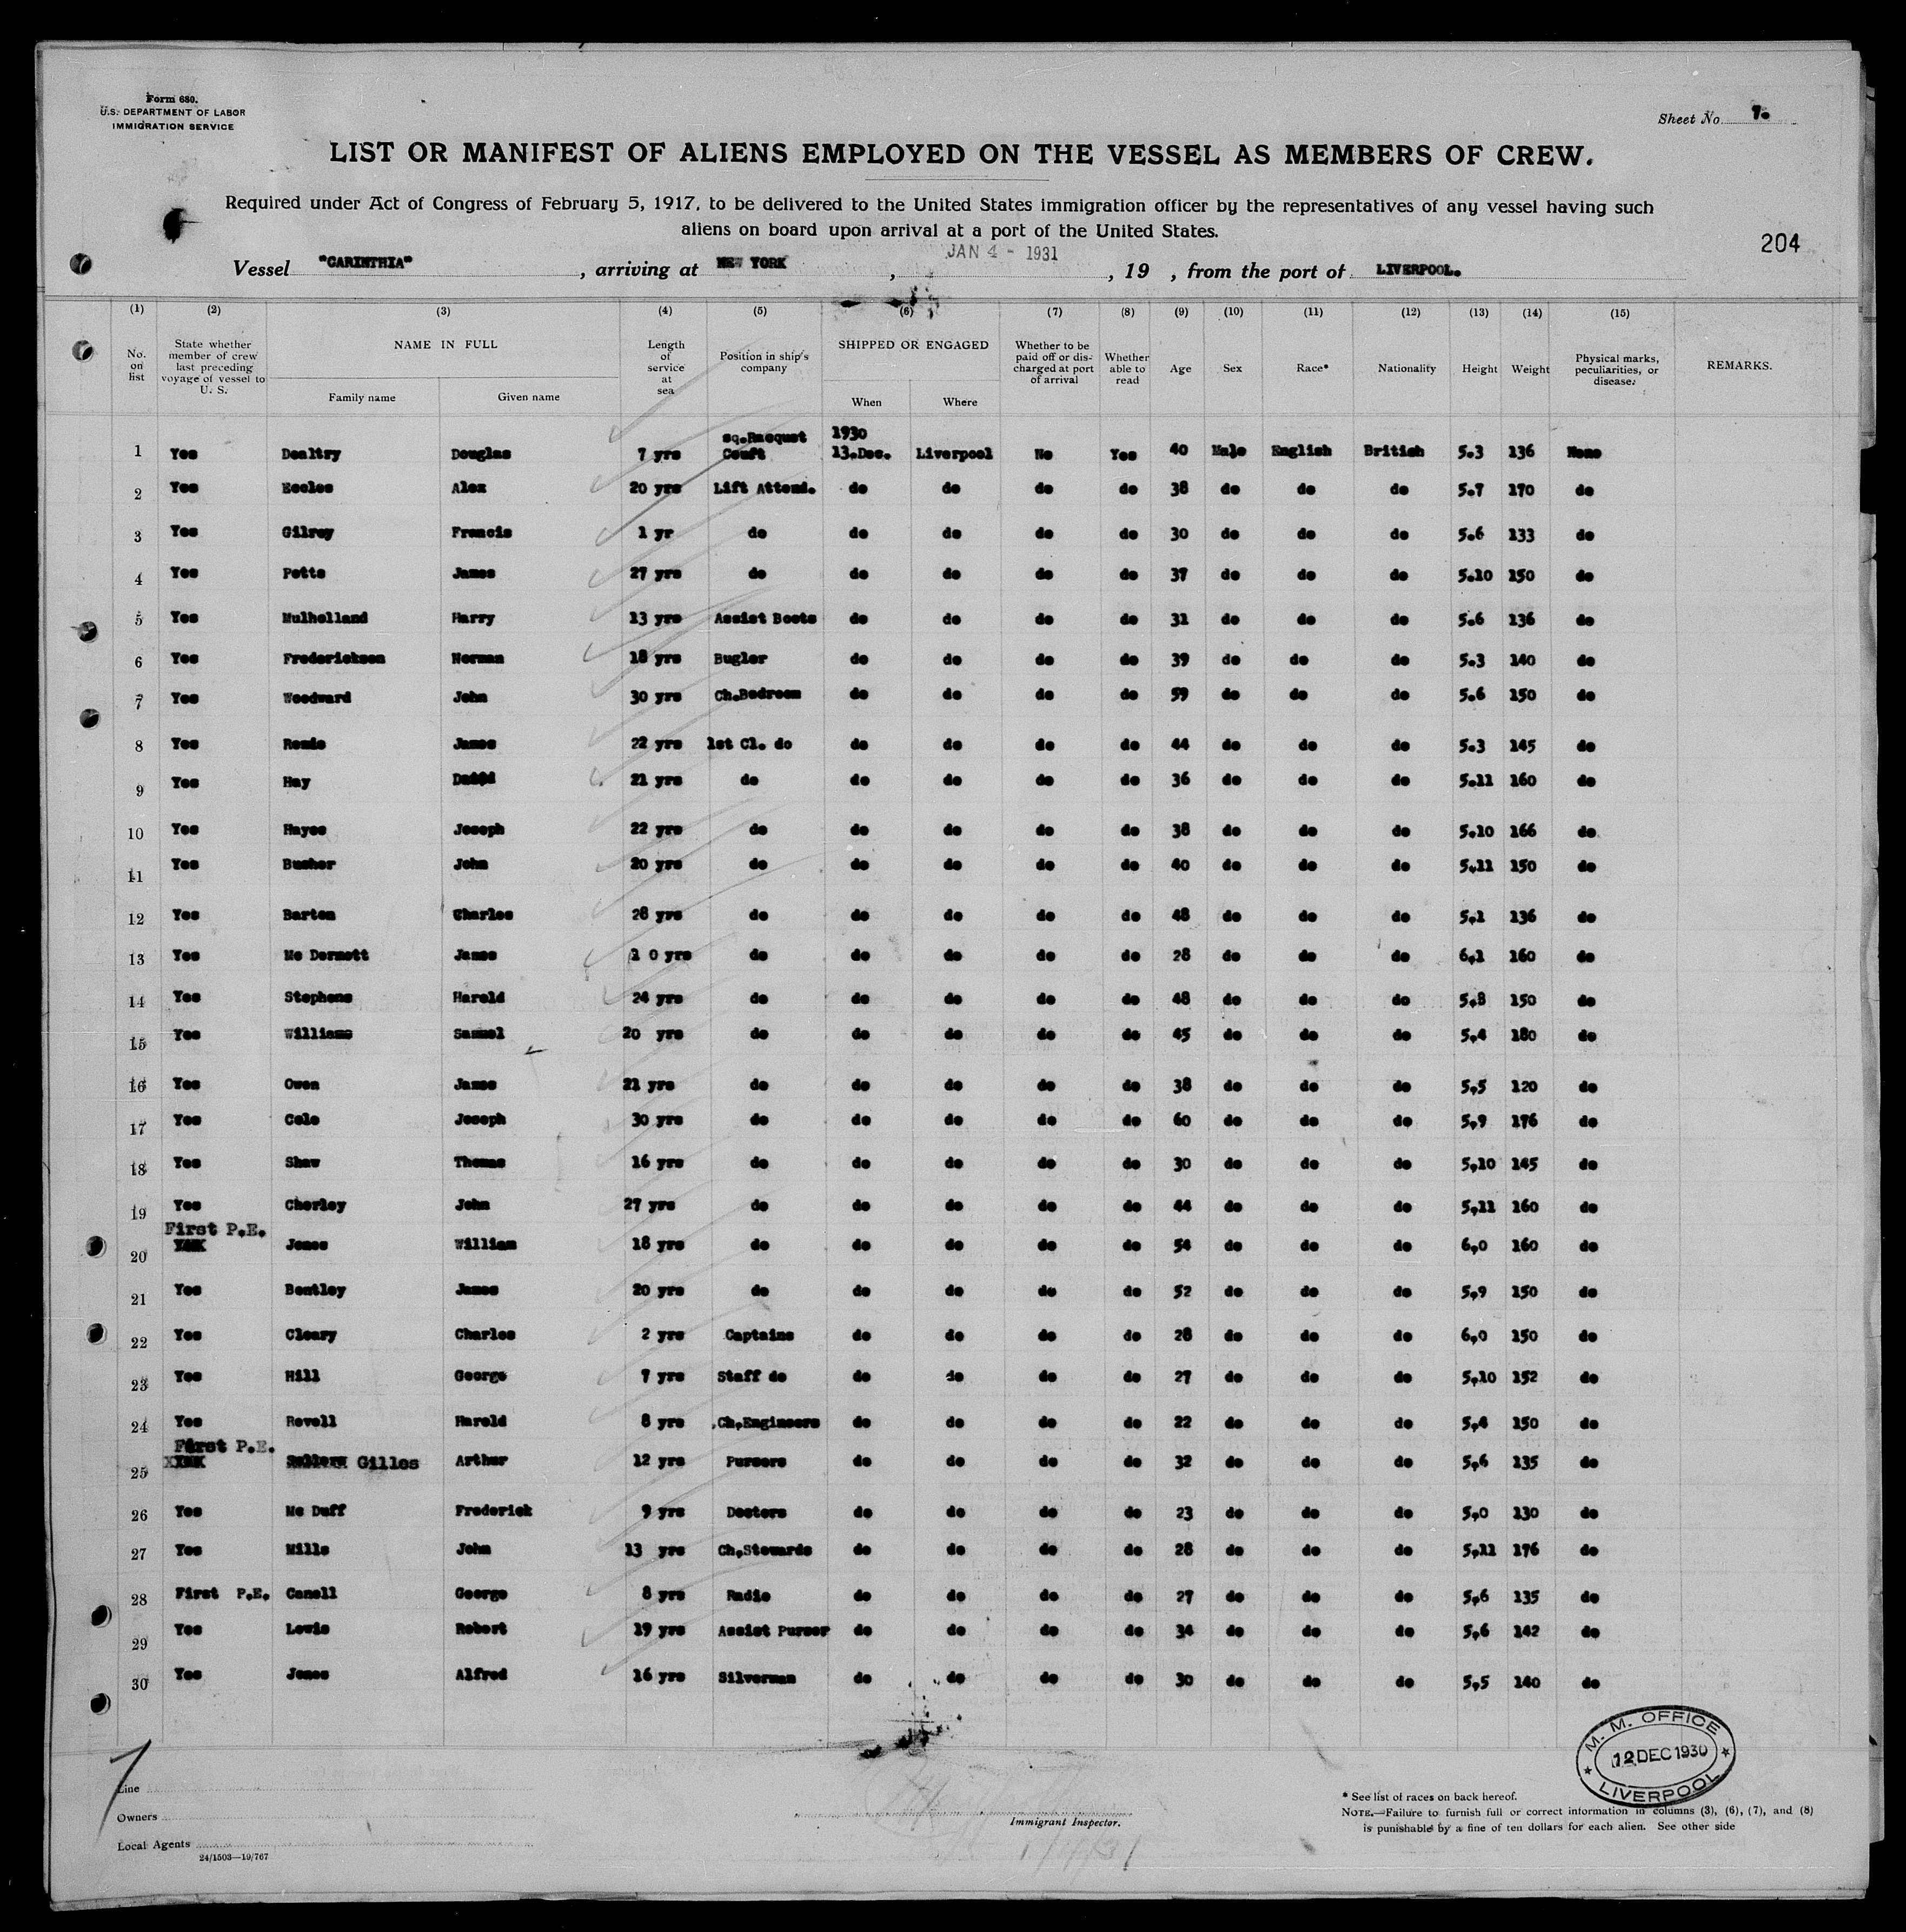 Form 680.
U.S. DEPARTMENT OF LABOR
IMMIGRATION SERVICE
Sheet No. 7.
LIST OR MANIFEST OF ALIENS EMPLOYED ON THE VESSEL AS MEMBERS OF CREW.
Required under Act of Congress of February 5, 1917, to be delivered to the United States immigration officer by the representatives of any vessel having such
aliens on board upon arrival at a port of the United States.
204
JAN 4 - 1931
Vessel "CARINTHIA", arriving at NEW YORK, , 19 , from the port of LIVERPOOL.
(1) (2) (3) (4) (5) (6) (7) (8) (9) (10) (11) (12) (13) (14) (15)
No. on list State whether member of crew last preceding voyage of vessel to U. S. NAME IN FULL Length of service at sea Position in ship's company SHIPPED OR ENGAGED Whether to be paid off or discharged at port of arrival Whether able to read Age Sex Race* Nationality Height Weight Physical marks, peculiarities, or disease. REMARKS.
Family name Given name When Where
1 Yes Dealtry Douglas 7 yrs sq.Racquet Court 1930 13.Dec. Liverpool No Yes 40 Male English British 5.3 136 None
2 Yes Eccles Alex 20 yrs Lift Attend. do do do do 38 do do do 5.7 170 do
3 Yes Gilroy Francis 1 yr do do do do do 30 do do do 5.6 133 do
4 Yes Potts James 27 yrs do do do do do 37 do do do 5.10 150 do
5 Yes Mulholland Harry 13 yrs Assist Boots do do do do 31 do do do 5.6 136 do
6 Yes Fredericksen Norman 18 yrs Bugler do do do do 39 do do do 5.3 140 do
7 Yes Woodward John 30 yrs Ch.Bedroom do do do do 59 do do do 5.6 150 do
8 Yes James 22 yrs 1st Cl. do do do do do 44 do do do 5.3 145 do
9 Yes Hay 21 yrs do do do do do 36 do do do 5.11 160 do
10 Yes Hayes Joseph 22 yrs do do do do do 38 do do do 5.10 166 do
11 Yes Busher John 20 yrs do do do do do 40 do do do 5.11 150 do
12 Yes Barton Charles 28 yrs do do do do do 48 do do do 5,1 136 do
13 Yes Mc Dermott James 1 0 yrs do do do do do 28 do do do 6,1 160 do
14 Yes Stephens Harold 24 yrs do do do do do 48 do do do 5,8 150 do
15 Yes Williams Samuel 20 yrs do do do do do 45 do do do 5,4 180 do
16 Yes Owen James 21 yrs do do do do do 38 do do do 5,5 120 do
17 Yes Cole Joseph 30 yrs do do do do do 60 do do do 5,9 176 do
18 Yes Shaw Thomas 16 yrs do do do do do 30 do do do 5,10 145 do
19 Yes Chorley John 27 yrs do do do do do 44 do do do 5,11 160 do
20 First P.E. Jones William 18 yrs do do do do do 54 do do do 6,0 160 do
21 Yes Bentley James 20 yrs do do do do do 52 do do do 5,9 150 do
22 Yes Cleary Charles 2 yrs Captains do do do do 28 do do do 6,0 150 do
23 Yes Hill George 7 yrs Staff do do do do do 27 do do do 5,10 152 do
24 Yes Revell Harold 8 yrs Ch,Engineers do do do do 22 do do do 5,4 150 do
25 First P.E. Gilles Arthur 12 yrs Pursers do do do do 32 do do do 5,6 135 do
26 Yes Mc Duff Frederick 9 yrs Doctors do do do do 23 do do do 5,0 130 do
27 Yes Mills John 13 yrs Ch,Stewards do do do do 28 do do do 5,11 176 do
28 First P.E. Canell George 8 yrs Radio do do do do 27 do do do 5,6 135 do
29 Yes Lewis Robert 19 yrs Assist Purser do do do do 34 do do do 5,6 142 do
30 Yes Jones Alfred 16 yrs Silverman do do do do 30 do do do 5,5 140 do
M. M. OFFICE
12 DEC 1930
LIVERPOOL
Line
Owners
Local Agents
24/1503—19/767
Immigrant Inspector.
* See list of races on back hereof.
NOTE.—Failure to furnish full or correct information in columns (3), (6), (7), and (8)
is punishable by a fine of ten dollars for each alien. See other side